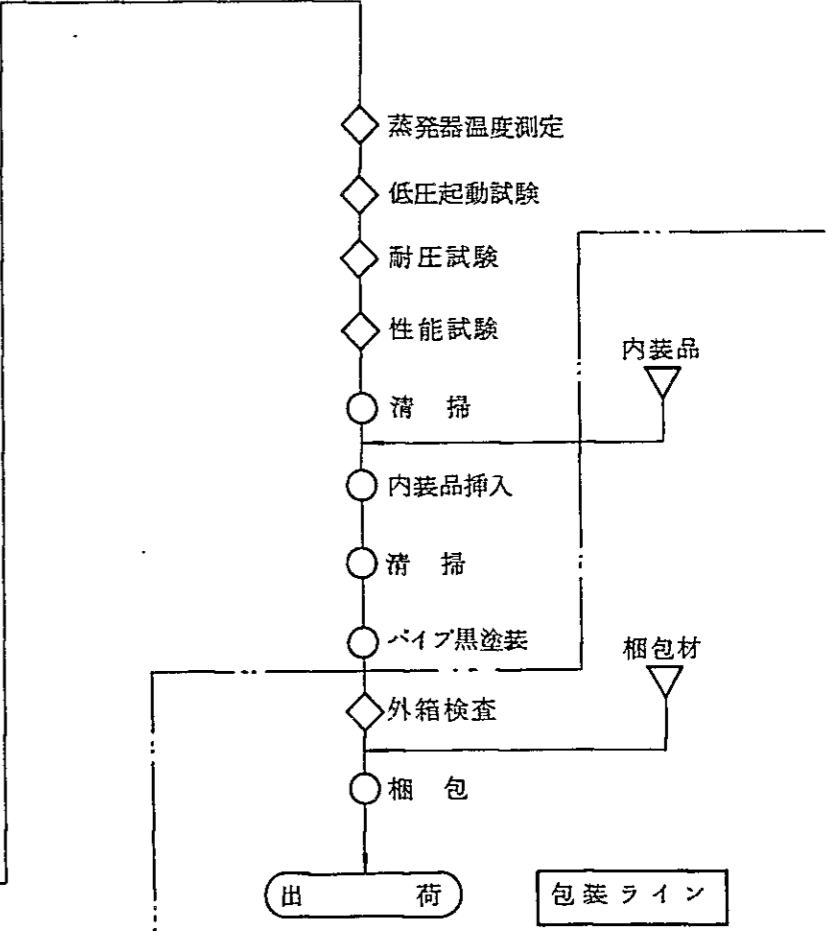 蒸発器温度測定
低圧起動試験
耐圧試験
性能試験
内装品
清掃
内装品挿入
清掃
パイプ黒塗装
梱包材
外箱検査
梱包
出荷
包装ライン